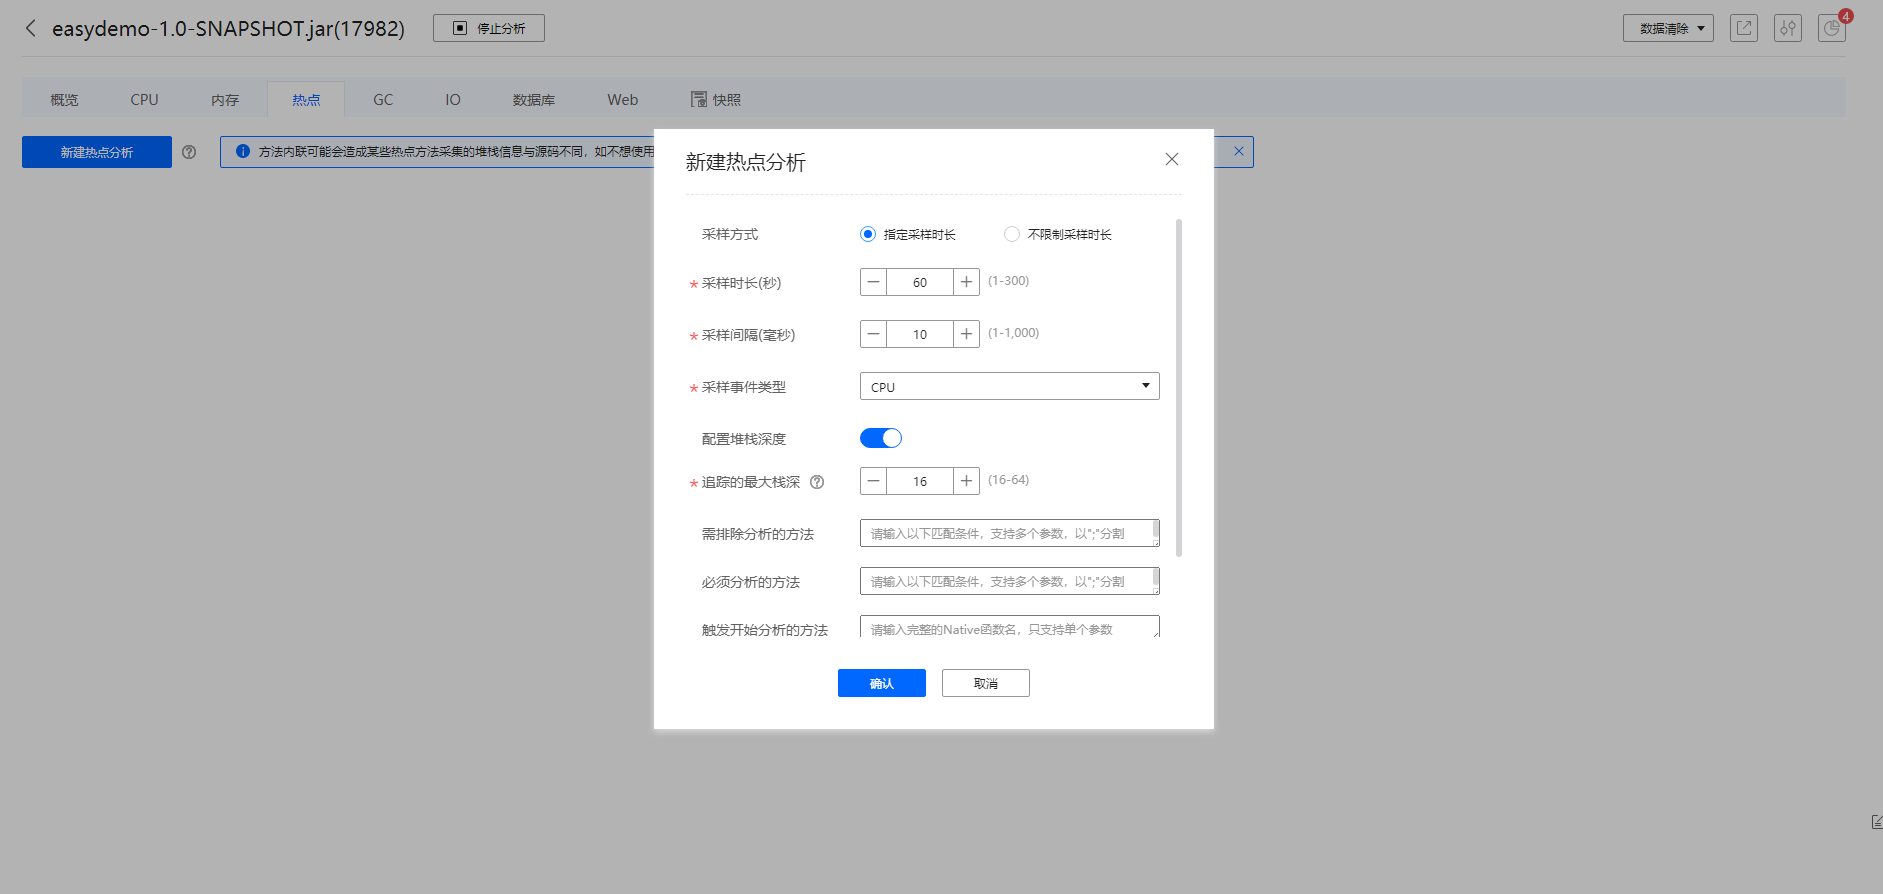 easydemo-1.0-SNAPSHOT.jar(17982)
停止分析
数据清除
4
概览
CPU
内存
热点
GC
IO
数据库
Web
快照
新建热点分析
方法内联可能会造成某些热点方法采集的堆栈信息与源码不同，如不想使用
新建热点分析
采样方式
指定采样时长
不限制采样时长
* 采样时长(秒)
60
(1-300)
* 采样间隔(毫秒)
10
(1-1,000)
* 采样事件类型
CPU
配置堆栈深度
* 追踪的最大栈深
16
(16-64)
需排除分析的方法
请输入以下匹配条件，支持多个参数，以";"分割
必须分析的方法
请输入以下匹配条件，支持多个参数，以";"分割
触发开始分析的方法
请输入完整的Native函数名，只支持单个参数
确认
取消